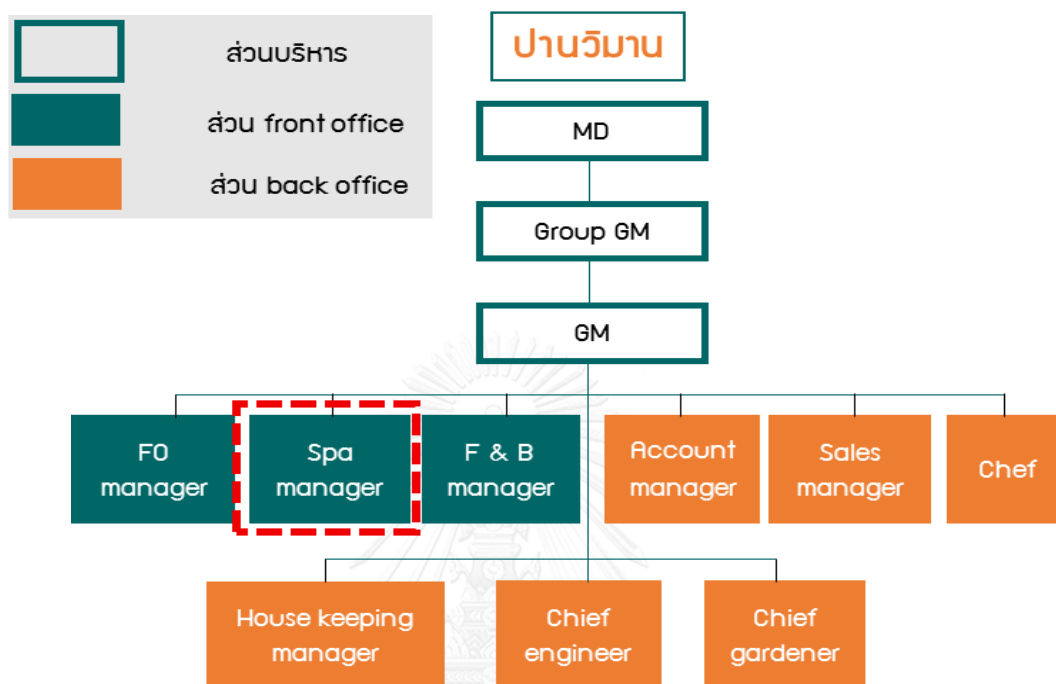 ส่วนบริหาร
ส่วน front office
ส่วน back office
ปานวิมาน
MD
Group GM
GM
FO
manager
Spa
manager
F & B
manager
Account
manager
Sales
manager
Chef
House keeping
manager
Chief
engineer
Chief
gardener